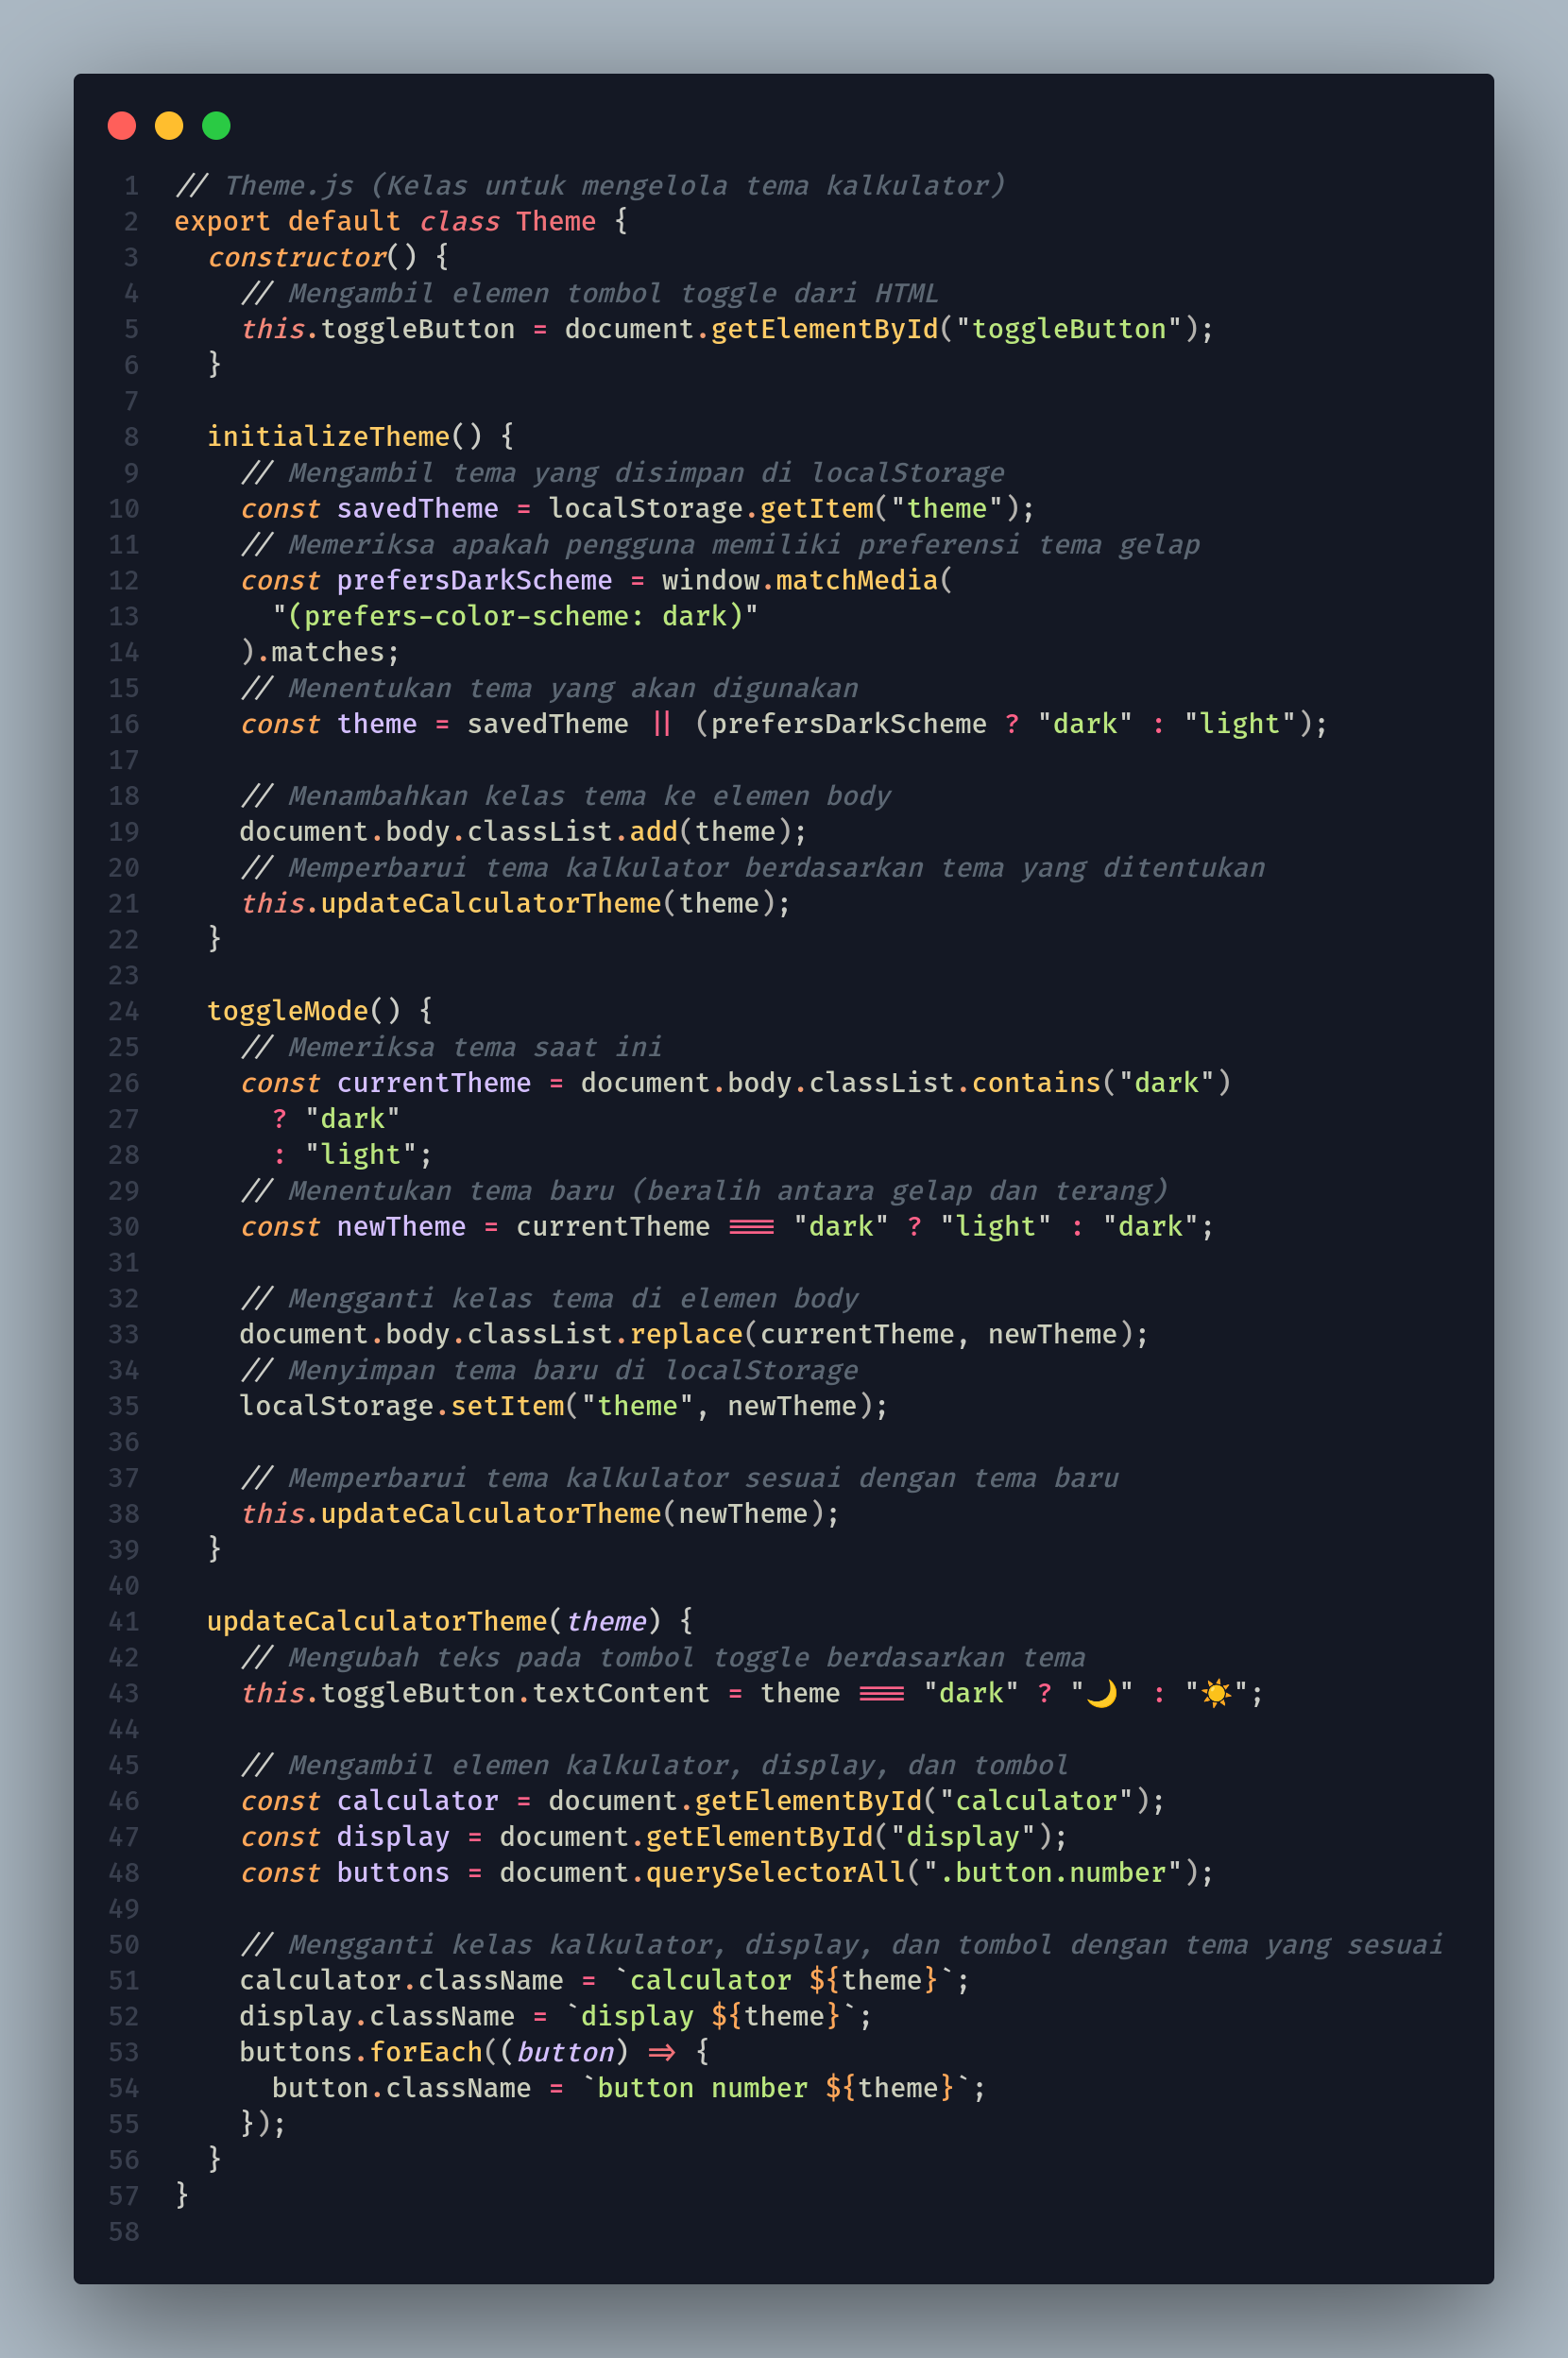 1 // Theme.js (Kelas untuk mengelola tema kalkulator)
2 export default class Theme {
3   constructor() {
4     // Mengambil elemen tombol toggle dari HTML
5     this.toggleButton = document.getElementById("toggleButton");
6   }
7
8   initializeTheme() {
9     // Mengambil tema yang disimpan di localStorage
10     const savedTheme = localStorage.getItem("theme");
11     // Memeriksa apakah pengguna memiliki preferensi tema gelap
12     const prefersDarkScheme = window.matchMedia(
13       "(prefers-color-scheme: dark)"
14     ).matches;
15     // Menentukan tema yang akan digunakan
16     const theme = savedTheme || (prefersDarkScheme ? "dark" : "light");
17
18     // Menambahkan kelas tema ke elemen body
19     document.body.classList.add(theme);
20     // Memperbarui tema kalkulator berdasarkan tema yang ditentukan
21     this.updateCalculatorTheme(theme);
22   }
23
24   toggleMode() {
25     // Memeriksa tema saat ini
26     const currentTheme = document.body.classList.contains("dark")
27       ? "dark"
28       : "light";
29     // Menentukan tema baru (beralih antara gelap dan terang)
30     const newTheme = currentTheme === "dark" ? "light" : "dark";
31
32     // Mengganti kelas tema di elemen body
33     document.body.classList.replace(currentTheme, newTheme);
34     // Menyimpan tema baru di localStorage
35     localStorage.setItem("theme", newTheme);
36
37     // Memperbarui tema kalkulator sesuai dengan tema baru
38     this.updateCalculatorTheme(newTheme);
39   }
40
41   updateCalculatorTheme(theme) {
42     // Mengubah teks pada tombol toggle berdasarkan tema
43     this.toggleButton.textContent = theme === "dark" ? "🌙" : "☀️";
44
45     // Mengambil elemen kalkulator, display, dan tombol
46     const calculator = document.getElementById("calculator");
47     const display = document.getElementById("display");
48     const buttons = document.querySelectorAll(".button.number");
49
50     // Mengganti kelas kalkulator, display, dan tombol dengan tema yang sesuai
51     calculator.className = `calculator ${theme}`;
52     display.className = `display ${theme}`;
53     buttons.forEach((button) => {
54       button.className = `button number ${theme}`;
55     });
56   }
57 }
58